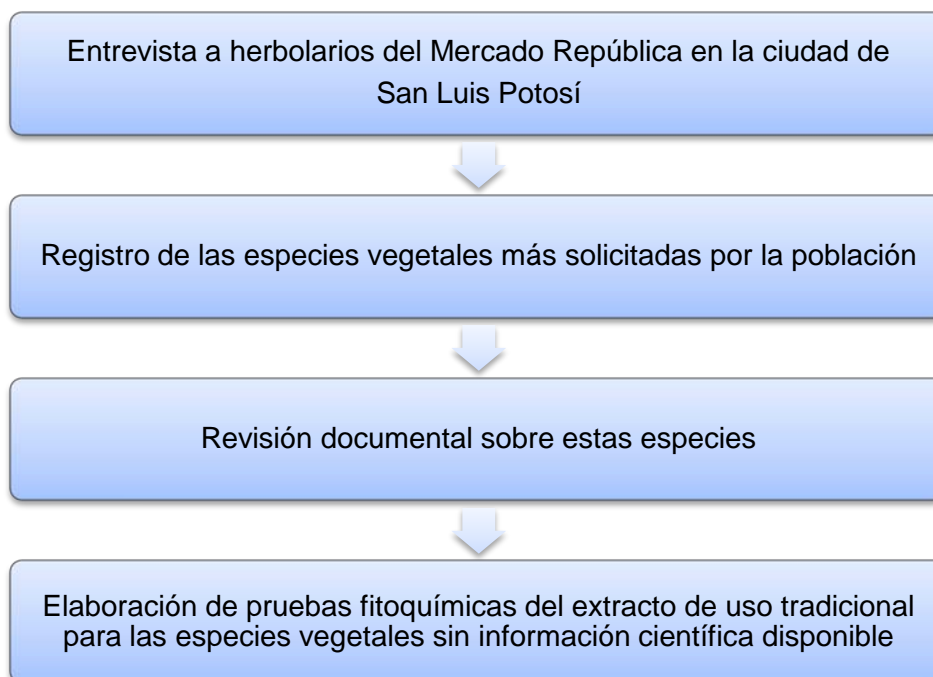 Entrevista a herbolarios del Mercado República en la ciudad de
San Luis Potosí
Registro de las especies vegetales más solicitadas por la población
Revisión documental sobre estas especies
Elaboración de pruebas fitoquímicas del extracto de uso tradicional
para las especies vegetales sin información científica disponible